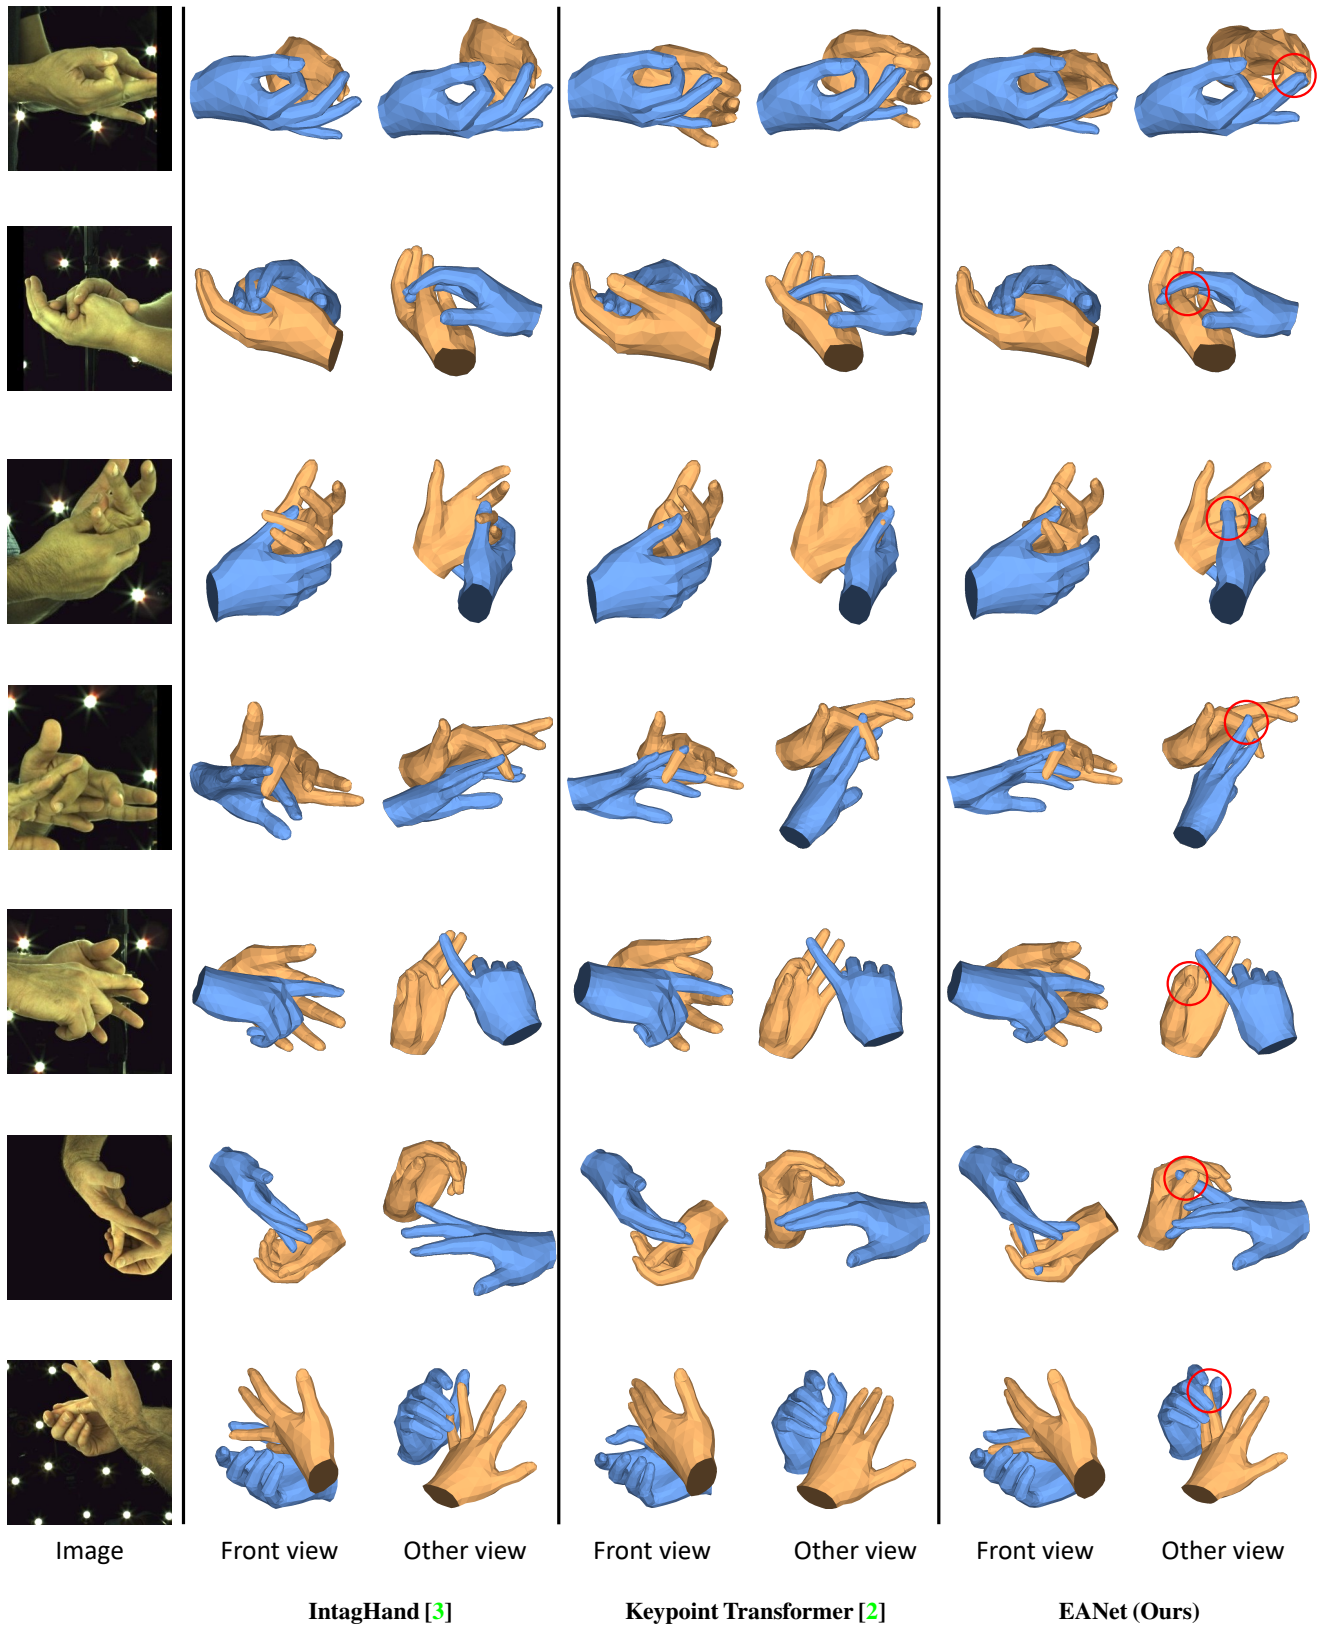 Image Front view Other view Front view Other view Front view Other view
IntagHand [3] Keypoint Transformer [2] EANet (Ours)